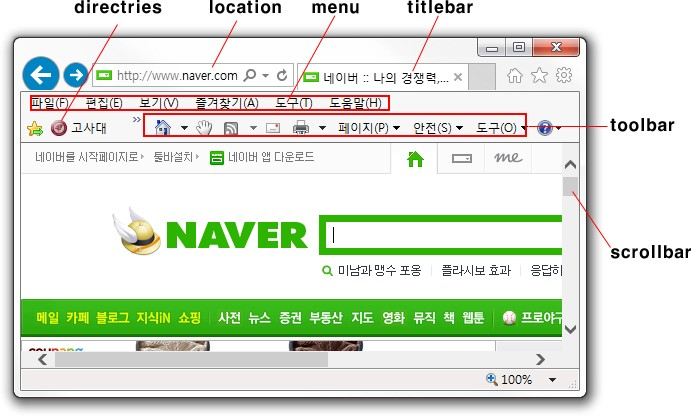 directries location menu titlebar
http://www.naver.com
네이버 :: 나의 경쟁력,...
파일(F) 편집(E) 보기(V) 즐겨찾기(A) 도구(T) 도움말(H)
고사대 » 페이지(P) 안전(S) 도구(O)
toolbar
네이버를 시작페이지로 툴바설치 네이버 앱 다운로드
me
NAVER
scrollbar
미남과 맹수 포옹 플라시보 효과 응답하
메일 카페 블로그 지식iN 쇼핑 사전 뉴스 증권 부동산 지도 영화 뮤직 책 웹툰 프로야구
coupang
100%